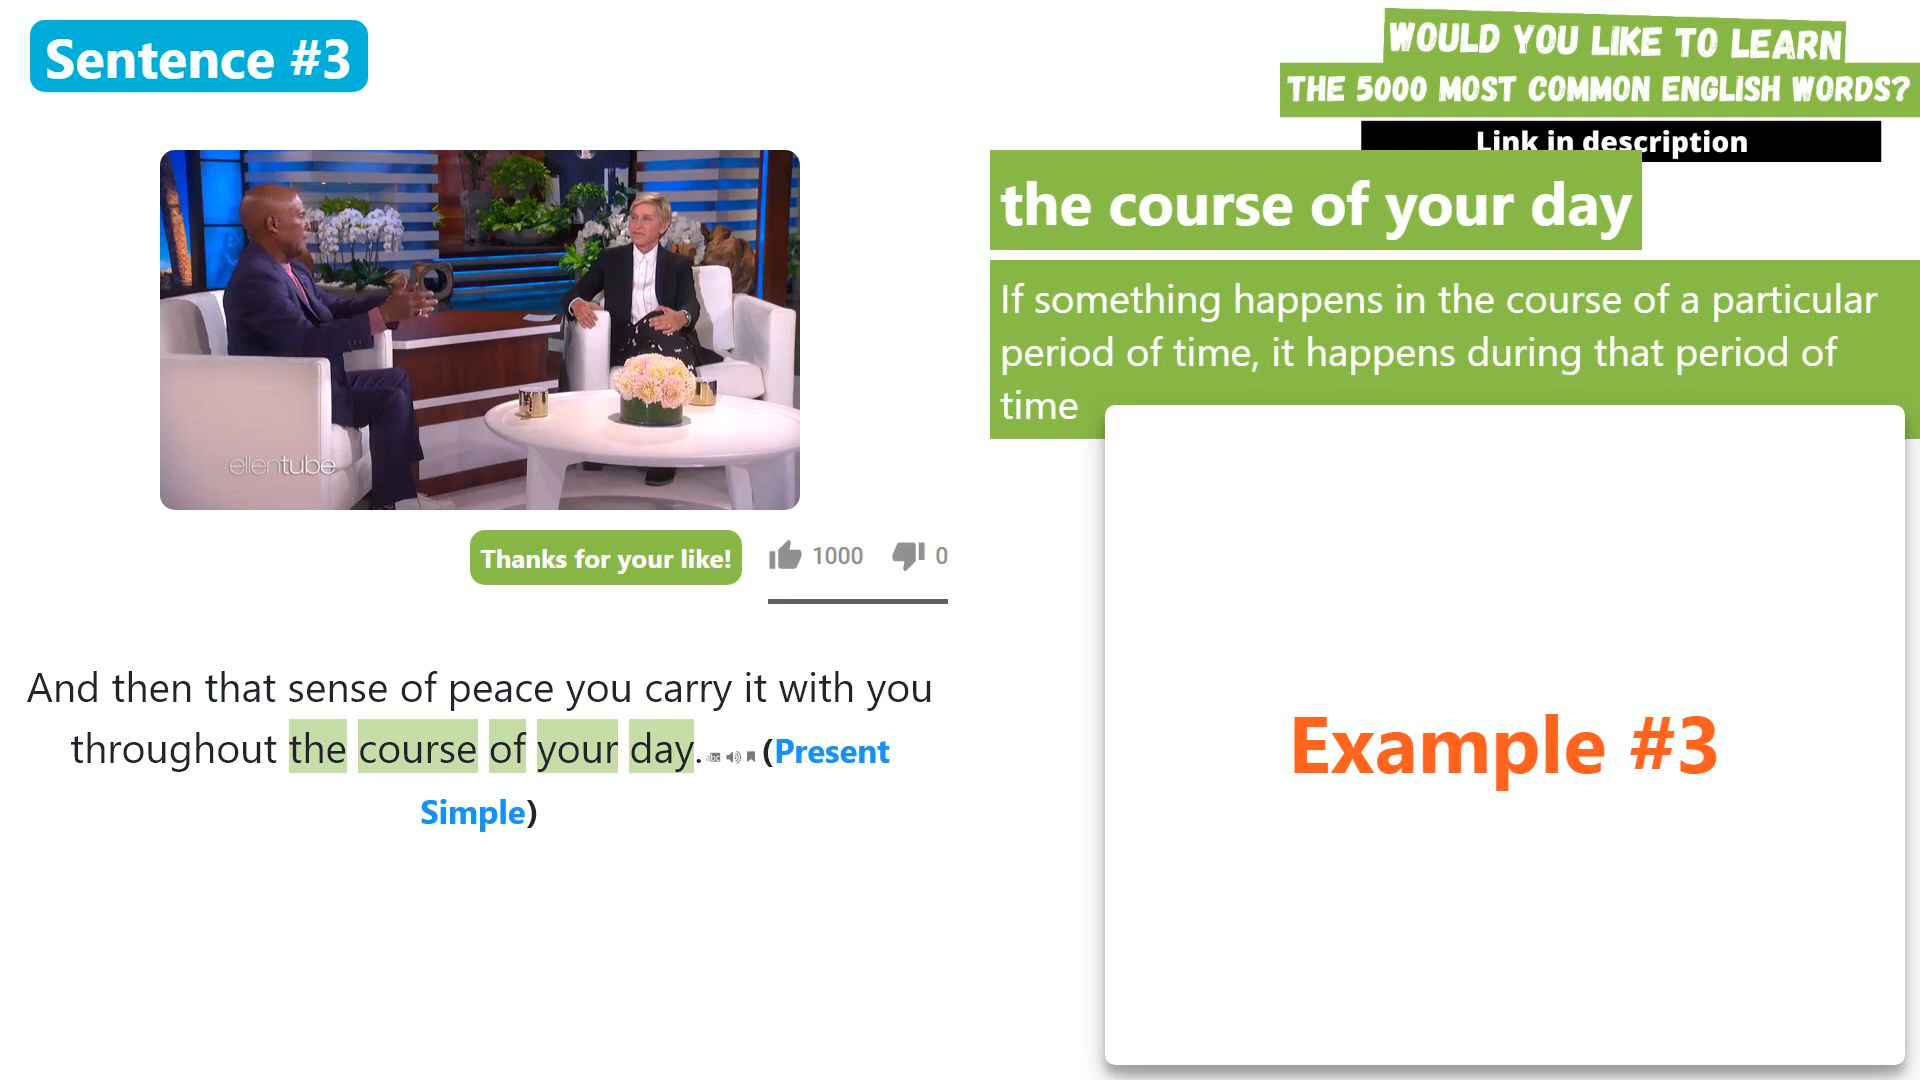 Sentence #3
WOULD YOU LIKE TO LEARN
THE 5000 MOST COMMON ENGLISH WORDS?
Link in description
the course of your day
If something happens in the course of a particular
period of time, it happens during that period of
time
ellentube
Thanks for your like!
1000
0
And then that sense of peace you carry it with you
throughout the course of your day. (Present
Simple)
Example #3